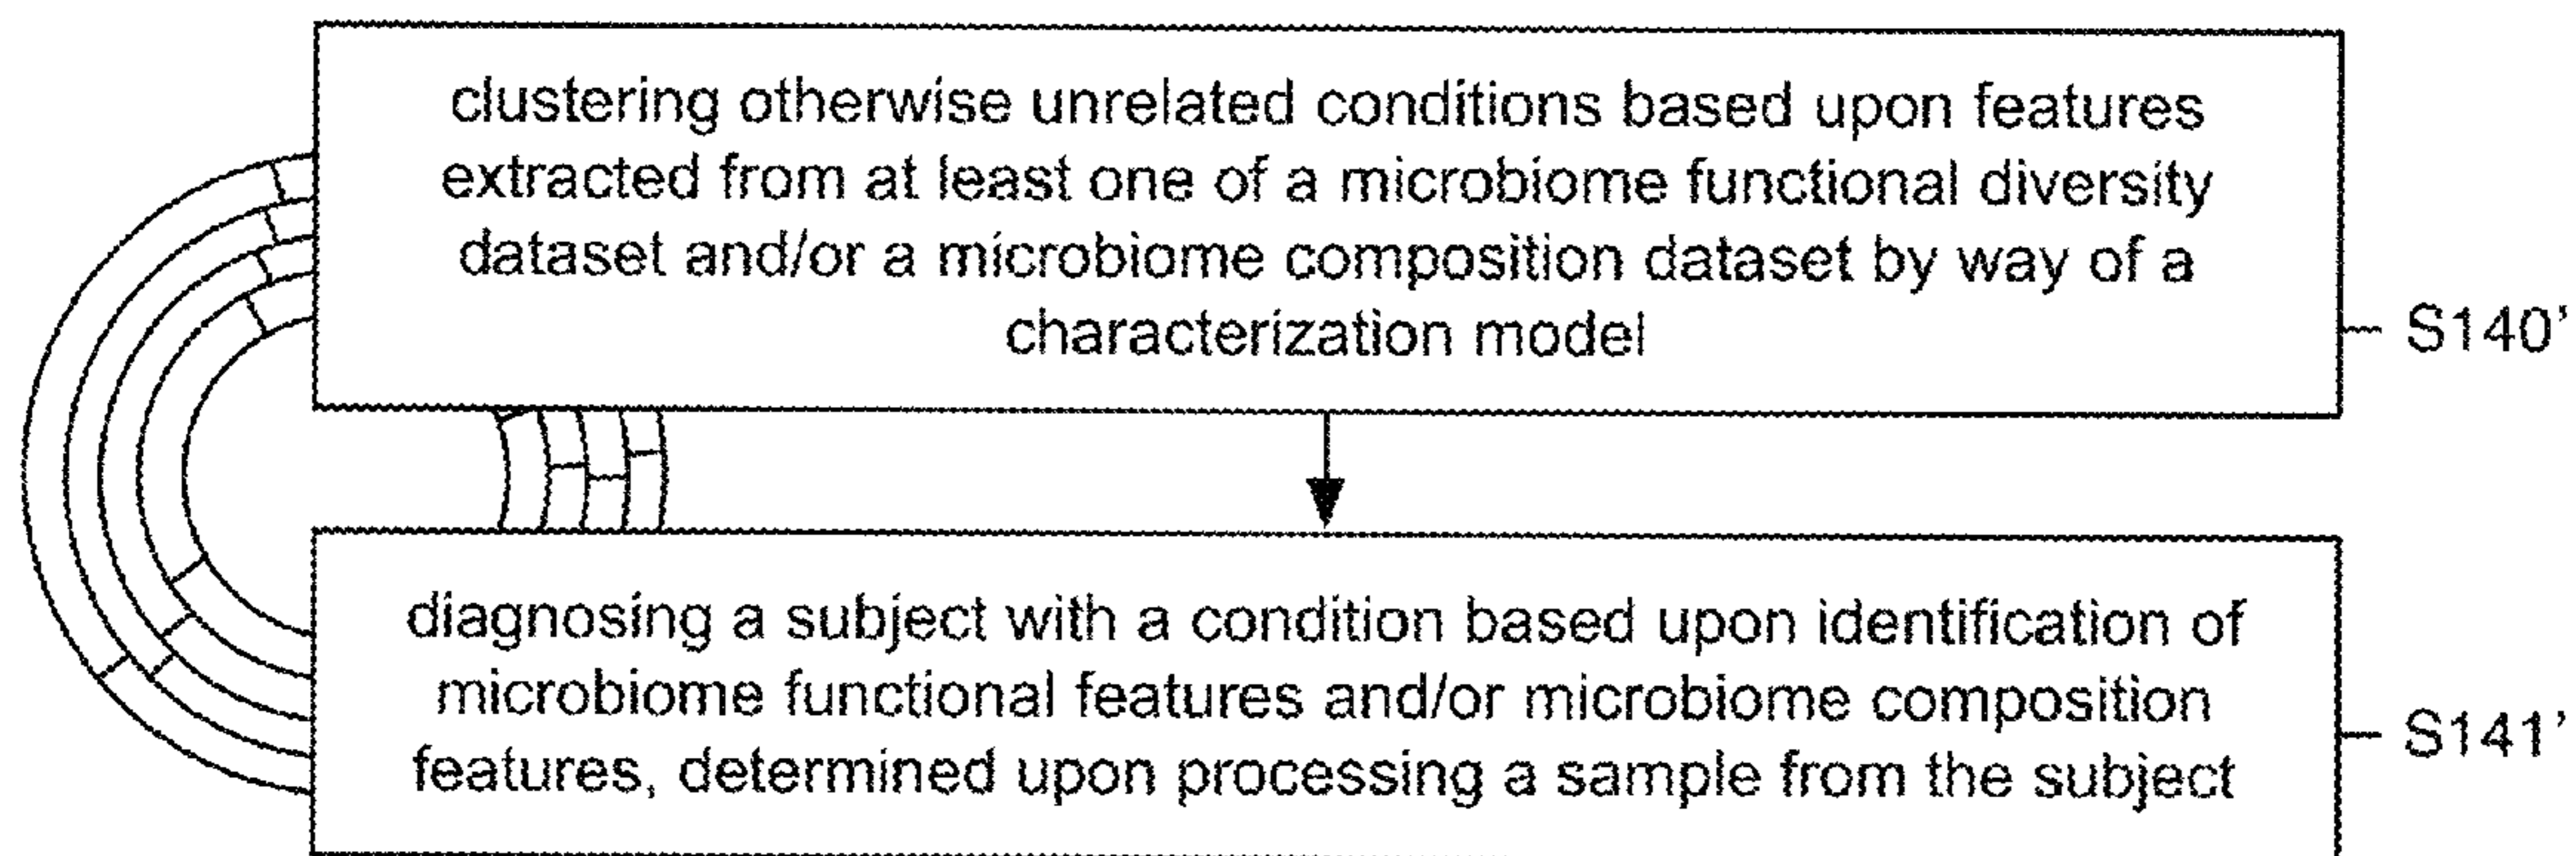 clustering otherwise unrelated conditions based upon features
extracted from at least one of a microbiome functional diversity
dataset and/or a microbiome composition dataset by way of a
characterization model
S140'
diagnosing a subject with a condition based upon identification of
microbiome functional features and/or microbiome composition
features, determined upon processing a sample from the subject
S141'